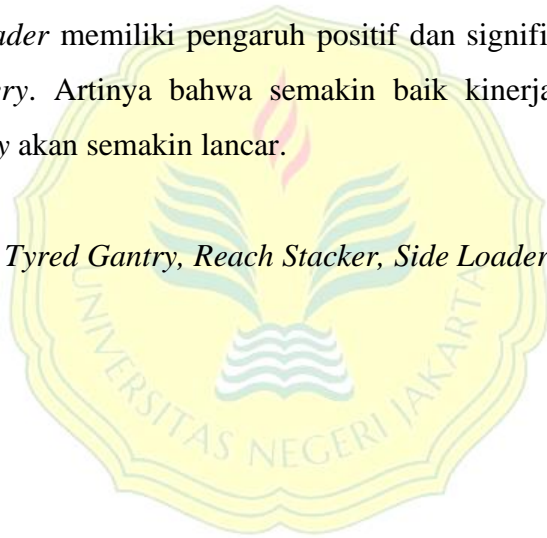 ader memiliki pengaruh positif dan signifi
ery. Artinya bahwa semakin baik kinerja
y akan semakin lancar.
Tyred Gantry, Reach Stacker, Side Loader
UNIVERSITAS NEGERI JAKARTA